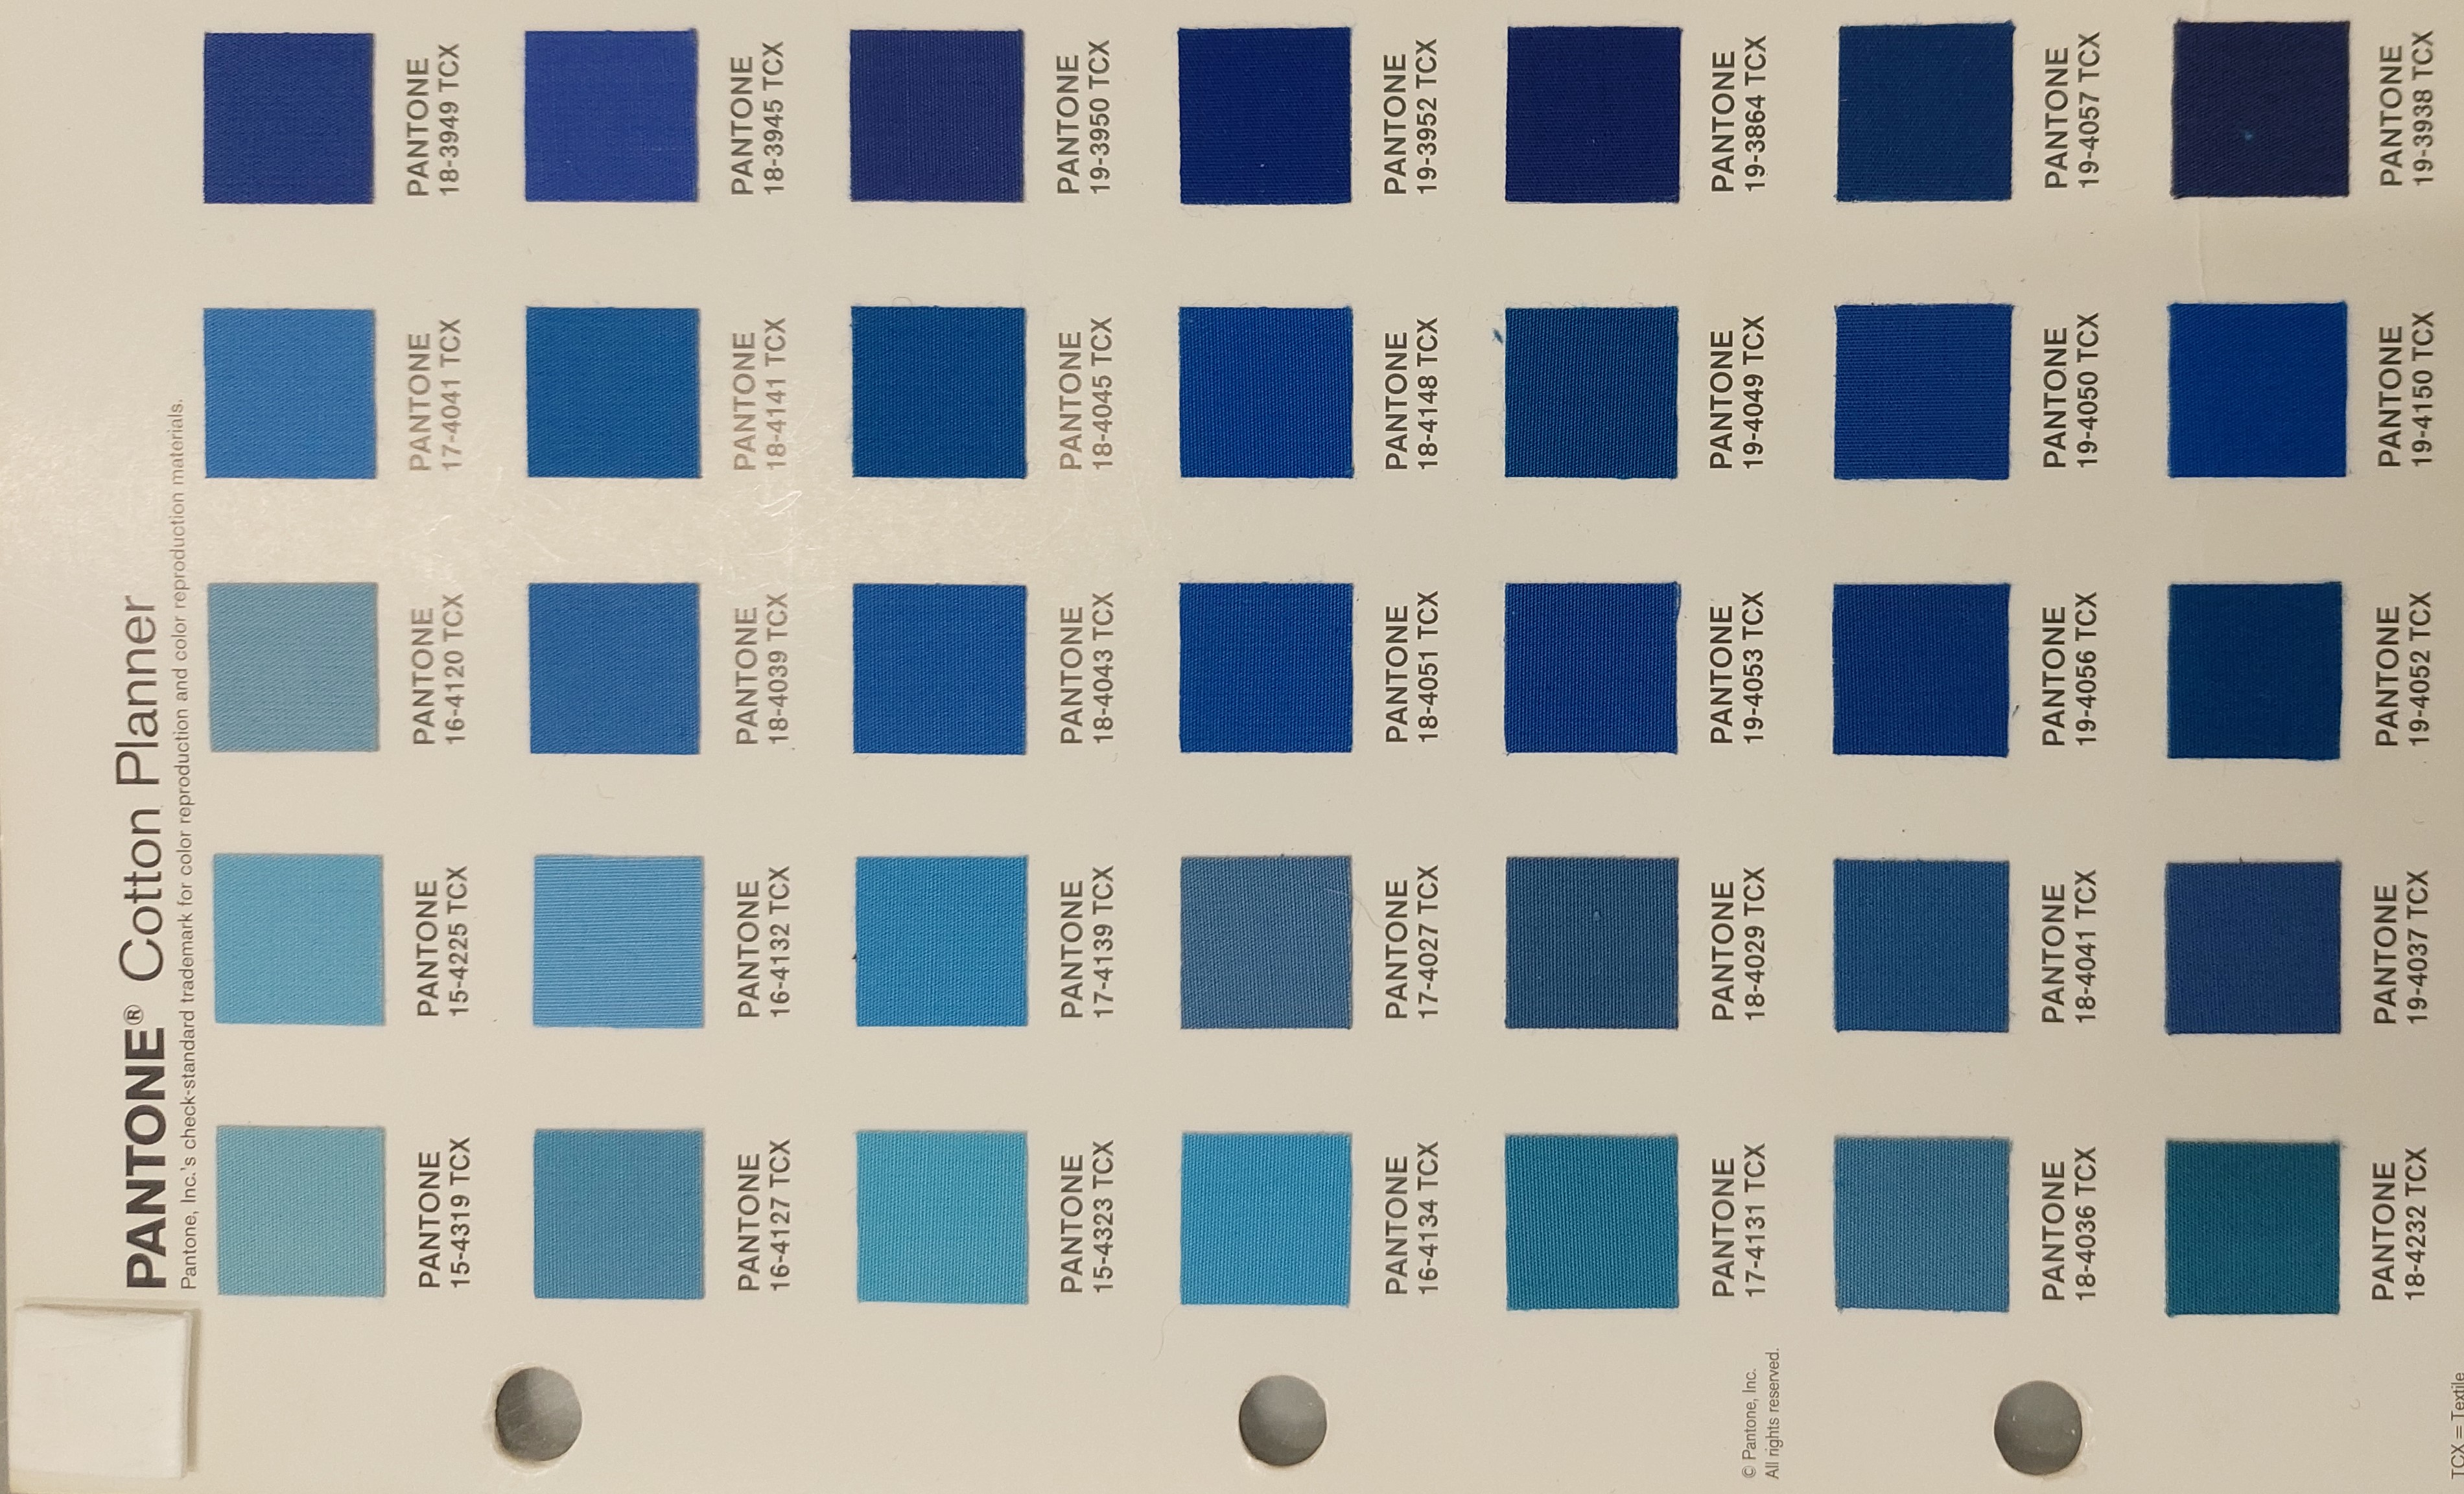 PANTONE® Cotton Planner
Pantone, Inc.'s check-standard trademark for color reproduction and color reproduction materials.
PANTONE PANTONE PANTONE PANTONE PANTONE
15-4319 TCX 15-4225 TCX 16-4120 TCX 17-4041 TCX 18-3949 TCX
PANTONE PANTONE PANTONE PANTONE PANTONE
16-4127 TCX 16-4132 TCX 18-4039 TCX 18-4141 TCX 18-3945 TCX
PANTONE PANTONE PANTONE PANTONE PANTONE
15-4323 TCX 17-4139 TCX 18-4043 TCX 18-4045 TCX 19-3950 TCX
PANTONE PANTONE PANTONE PANTONE PANTONE
16-4134 TCX 17-4027 TCX 18-4051 TCX 18-4148 TCX 19-3952 TCX
PANTONE PANTONE PANTONE PANTONE PANTONE
17-4131 TCX 18-4029 TCX 19-4053 TCX 19-4049 TCX 19-3864 TCX
© Pantone, Inc.
All rights reserved.
PANTONE PANTONE PANTONE PANTONE PANTONE
18-4036 TCX 18-4041 TCX 19-4056 TCX 19-4050 TCX 19-4057 TCX
PANTONE PANTONE PANTONE PANTONE PANTONE
18-4232 TCX 19-4037 TCX 19-4052 TCX 19-4150 TCX 19-3938 TCX
TCX = Textile